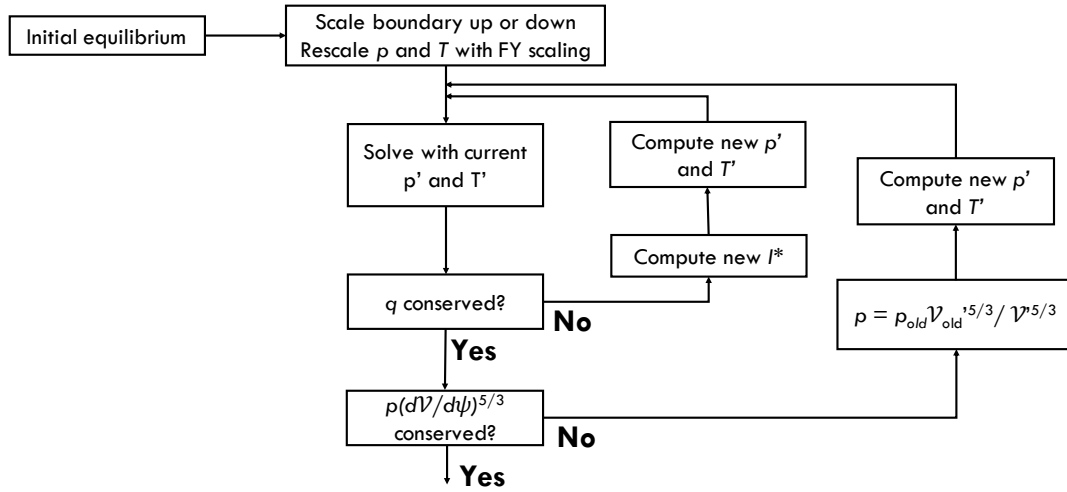 Initial equilibrium
Scale boundary up or down
Rescale p and T with FY scaling
Solve with current
p’ and T’
Compute new p’
and T’
Compute new p’
and T’
Compute new I*
q conserved?
No
p = p_old 𝒱_old'^5/3 / 𝒱'^5/3
Yes
p(d𝒱/dψ)^5/3
conserved?
No
Yes